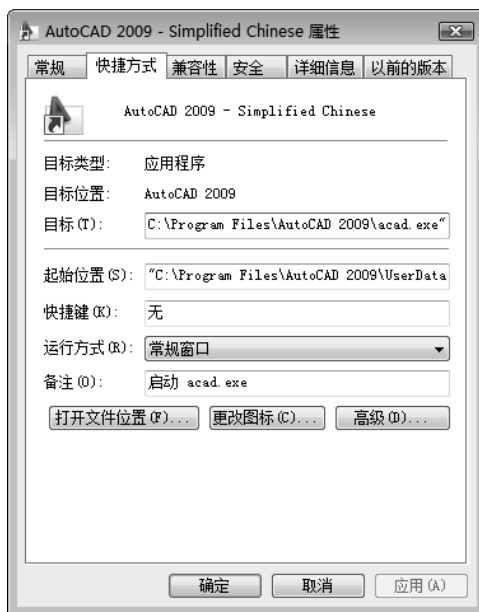 AutoCAD 2009 - Simplified Chinese 属性
常规 快捷方式 兼容性 安全 详细信息 以前的版本
AutoCAD 2009 - Simplified Chinese
目标类型: 应用程序
目标位置: AutoCAD 2009
目标(T): C:\Program Files\AutoCAD 2009\acad.exe"
起始位置(S): "C:\Program Files\AutoCAD 2009\UserData
快捷键(K): 无
运行方式(R): 常规窗口
备注(O): 启动 acad.exe
打开文件位置(F)... 更改图标(C)... 高级(D)...
确定 取消 应用(A)